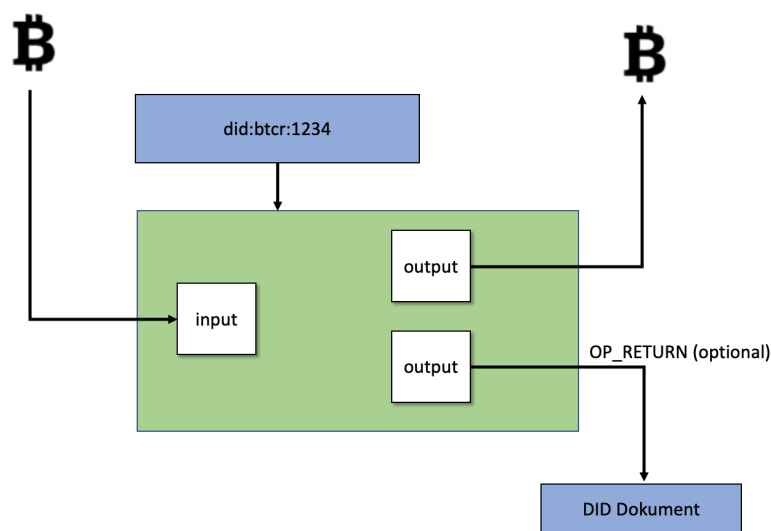 did:btcr:1234
output
input
output
OP_RETURN (optional)
DID Dokument